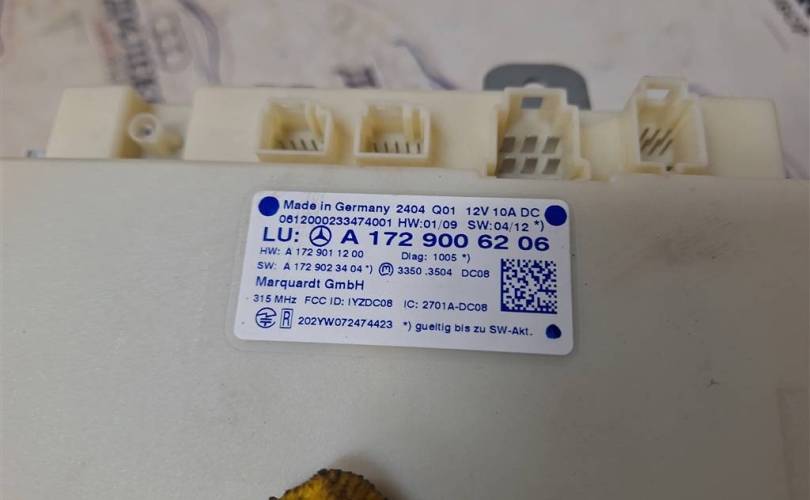 Made in Germany 2404 Q01 12V 10A DC
0612000233474001 HW:01/09 SW:04/12 *)
LU: A 172 900 62 06
HW: A 172 901 12 00 Diag: 1005 *)
SW: A 172 902 34 04 *) 3350.3504 DC08
Marquardt GmbH
315 MHz FCC ID: IYZDC08 IC: 2701A-DC08
R 202YW072474423 *) gueltig bis zu SW-Akt.